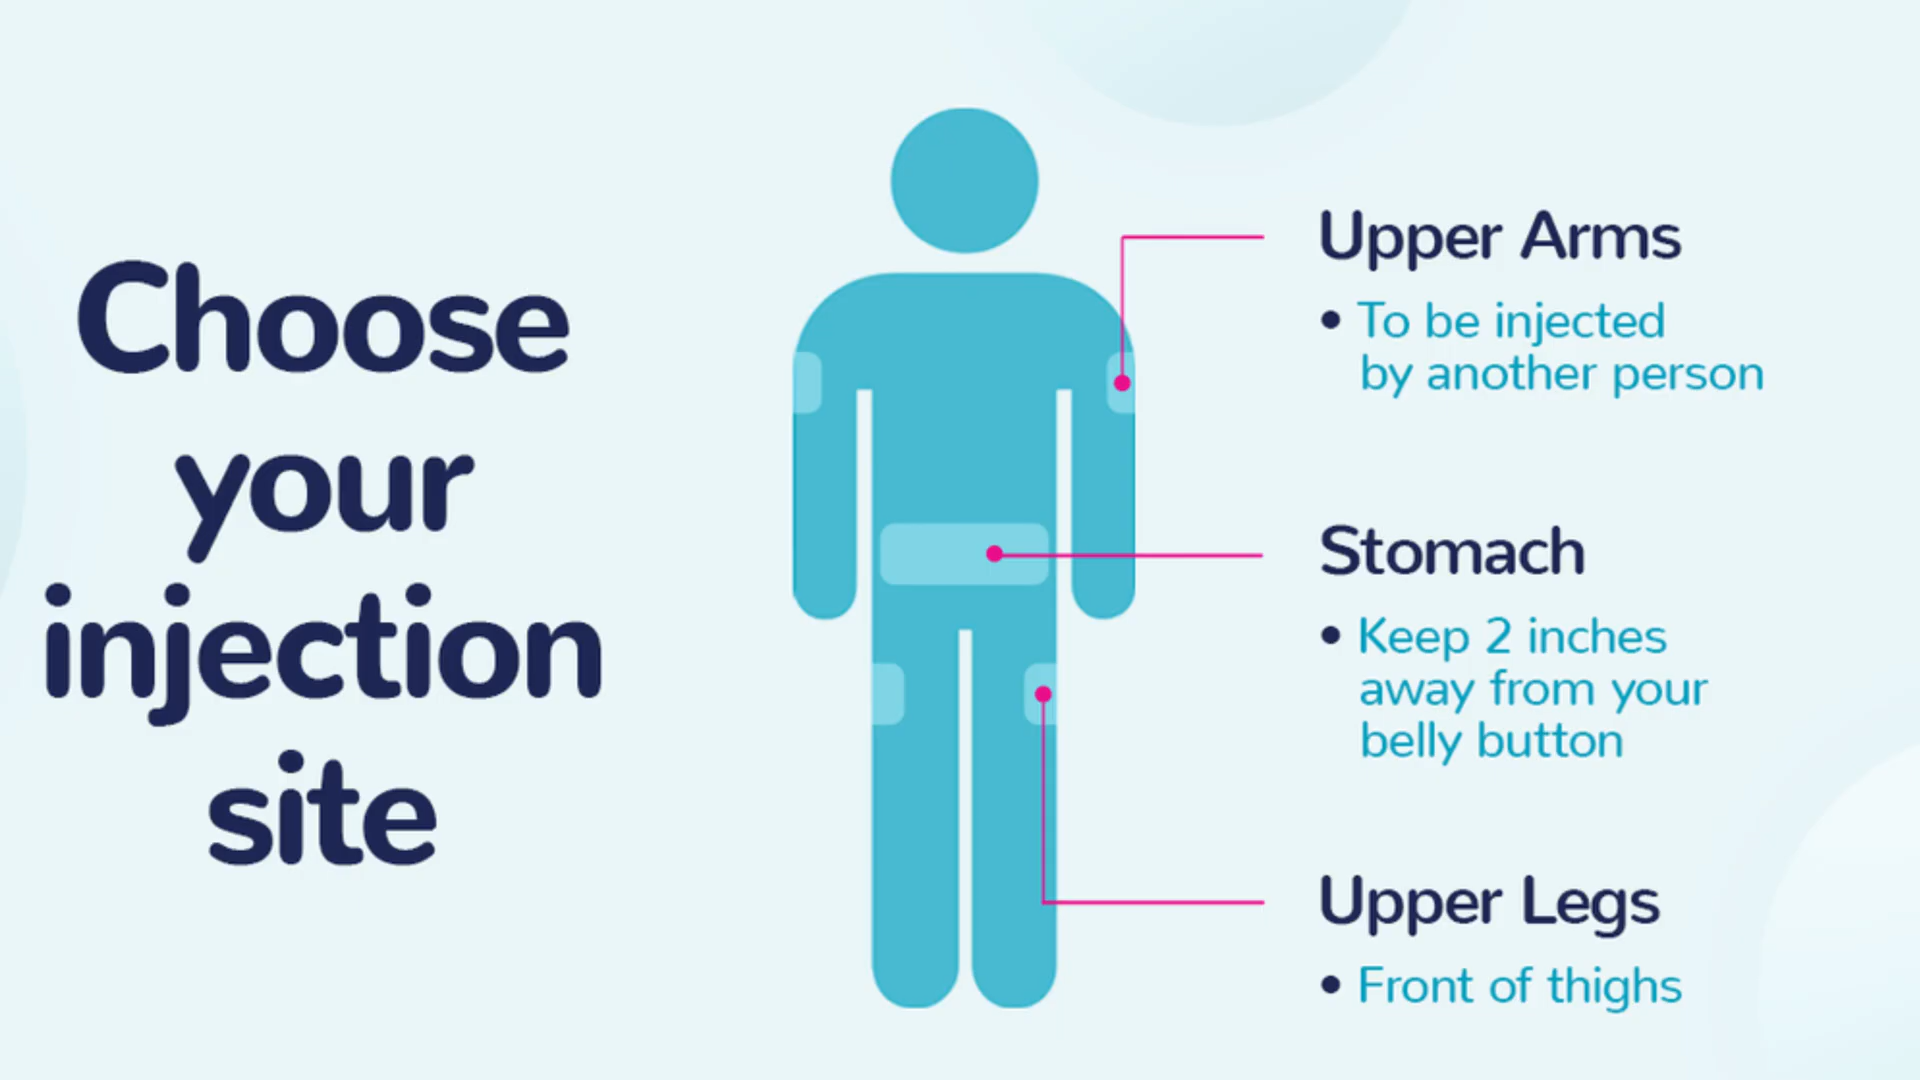 Choose
your
injection
site
Upper Arms
• To be injected
by another person
Stomach
• Keep 2 inches
away from your
belly button
Upper Legs
• Front of thighs